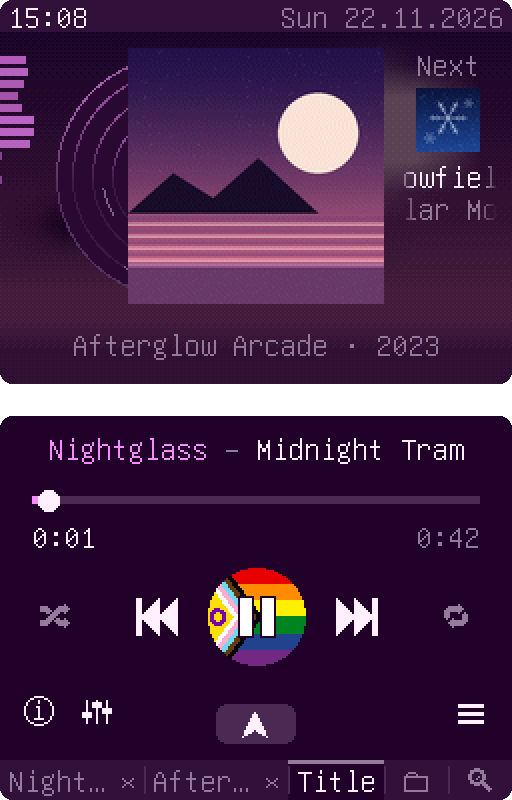 15:08 Sun 22.11.2026
Next
owfiel
lar Mo
Afterglow Arcade · 2023
Nightglass – Midnight Tram
0:01 0:42
Night… × After… × Title